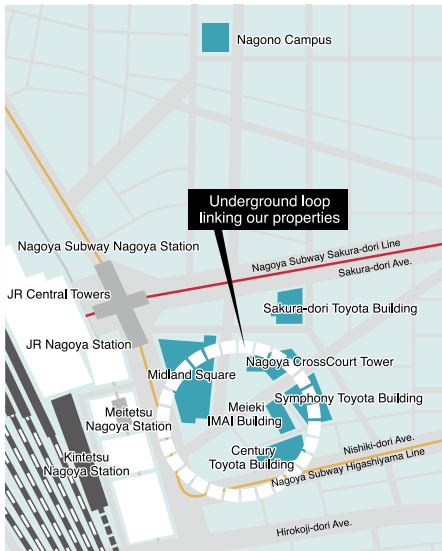 Nagono Campus
Underground loop
linking our properties
Nagoya Subway Nagoya Station
Nagoya Subway Sakura-dori Line
Sakura-dori Ave.
JR Central Towers
Sakura-dori Toyota Building
JR Nagoya Station
Nagoya CrossCourt Tower
Midland Square
Symphony Toyota Building
Meitetsu
Nagoya Station
Meieki
IMAI Building
Nishiki-dori Ave.
Century
Toyota Building
Kintetsu
Nagoya Station
Nagoya Subway Higashiyama Line
Hirokoji-dori Ave.